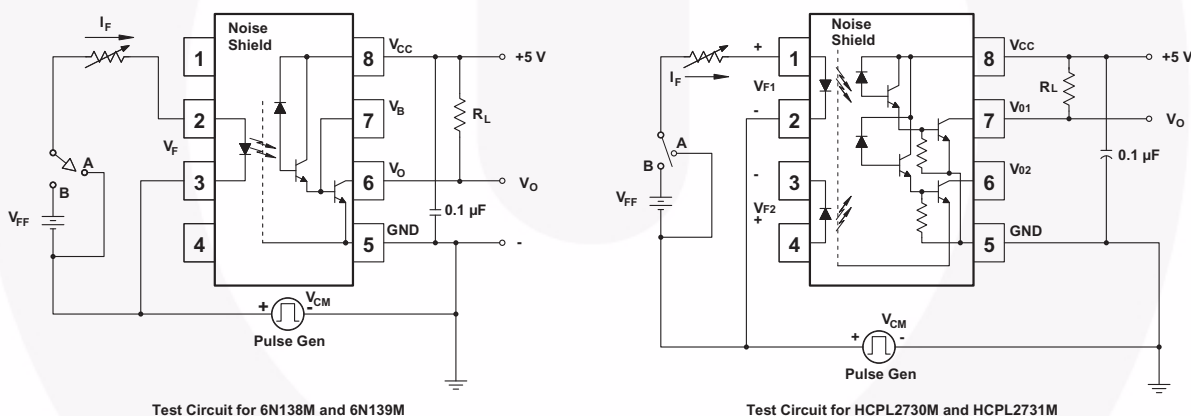 I_F
Noise
Shield
1
2
3
4
8
7
6
5
V_CC
V_B
V_O
GND
V_F
R_L
+5 V
V_O
0.1 µF
-
A
B
V_FF
+
V_CM
-
Pulse Gen
Test Circuit for 6N138M and 6N139M
I_F
Noise
Shield
+
V_F1
-
-
V_F2
+
1
2
3
4
8
7
6
5
V_CC
V_01
V_02
GND
R_L
+5 V
V_O
0.1 µF
A
B
V_FF
V_CM
+
-
Pulse Gen
Test Circuit for HCPL2730M and HCPL2731M